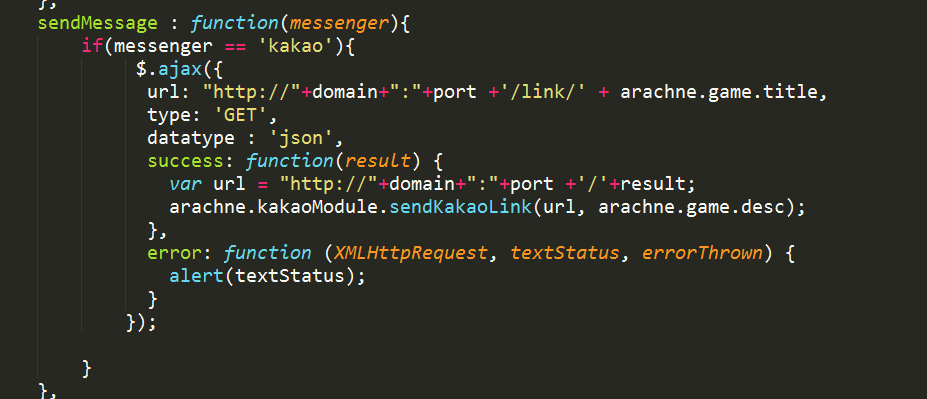 },
sendMessage : function(messenger){
if(messenger == 'kakao'){
$.ajax({
url: "http://"+domain+":"+port +'/link/' + arachne.game.title,
type: 'GET',
datatype : 'json',
success: function(result) {
var url = "http://"+domain+":"+port +'/'+result;
arachne.kakaoModule.sendKakaoLink(url, arachne.game.desc);
},
error: function (XMLHttpRequest, textStatus, errorThrown) {
alert(textStatus);
}
});
}
},